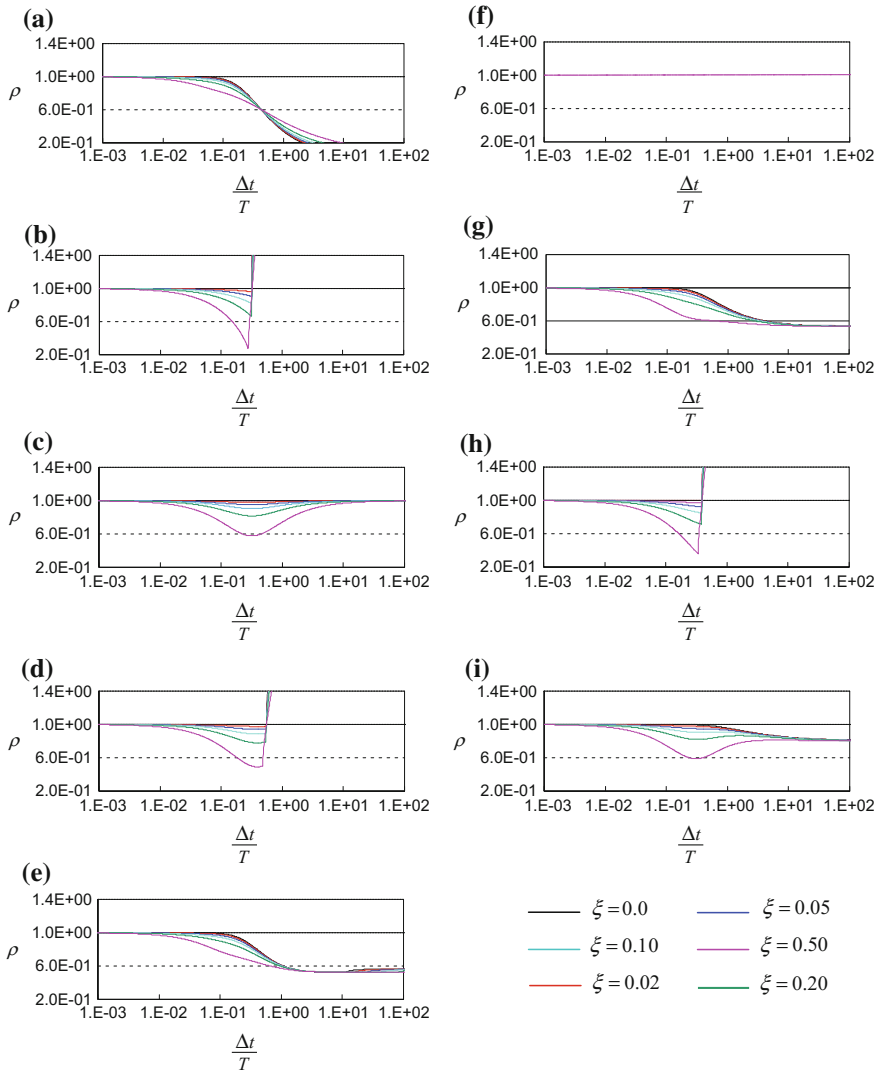 (a)
1.4E+00
1.0E+00
ρ
6.0E-01
2.0E-01
1.E-03 1.E-02 1.E-01 1.E+00 1.E+01 1.E+02
Δt
T
(b)
1.4E+00
1.0E+00
ρ
6.0E-01
2.0E-01
1.E-03 1.E-02 1.E-01 1.E+00 1.E+01 1.E+02
Δt
T
(c)
1.4E+00
1.0E+00
ρ
6.0E-01
2.0E-01
1.E-03 1.E-02 1.E-01 1.E+00 1.E+01 1.E+02
Δt
T
(d)
1.4E+00
1.0E+00
ρ
6.0E-01
2.0E-01
1.E-03 1.E-02 1.E-01 1.E+00 1.E+01 1.E+02
Δt
T
(e)
1.4E+00
1.0E+00
ρ
6.0E-01
2.0E-01
1.E-03 1.E-02 1.E-01 1.E+00 1.E+01 1.E+02
Δt
T
(f)
1.4E+00
1.0E+00
ρ
6.0E-01
2.0E-01
1.E-03 1.E-02 1.E-01 1.E+00 1.E+01 1.E+02
Δt
T
(g)
1.4E+00
1.0E+00
ρ
6.0E-01
2.0E-01
1.E-03 1.E-02 1.E-01 1.E+00 1.E+01 1.E+02
Δt
T
(h)
1.4E+00
1.0E+00
ρ
6.0E-01
2.0E-01
1.E-03 1.E-02 1.E-01 1.E+00 1.E+01 1.E+02
Δt
T
(i)
1.4E+00
1.0E+00
ρ
6.0E-01
2.0E-01
1.E-03 1.E-02 1.E-01 1.E+00 1.E+01 1.E+02
Δt
T
ξ = 0.0 ξ = 0.05
ξ = 0.10 ξ = 0.50
ξ = 0.02 ξ = 0.20